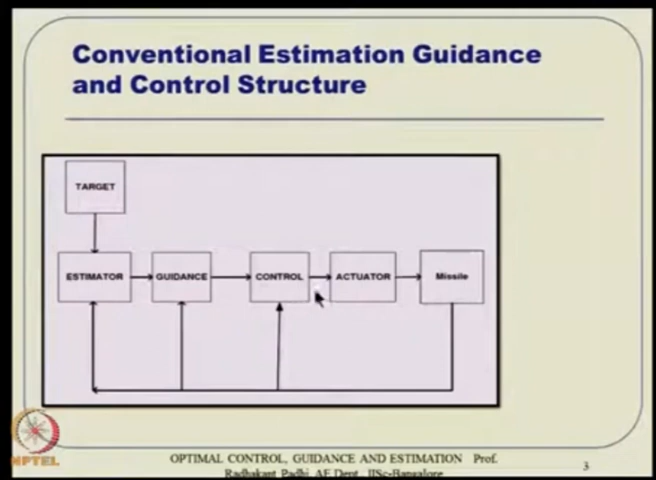 Conventional Estimation Guidance
and Control Structure
TARGET
ESTIMATOR
GUIDANCE
CONTROL
ACTUATOR
Missile
NPTEL
OPTIMAL CONTROL, GUIDANCE AND ESTIMATION Prof.
Radhakant Padhi, AE Dept., IISc-Bangalore
3